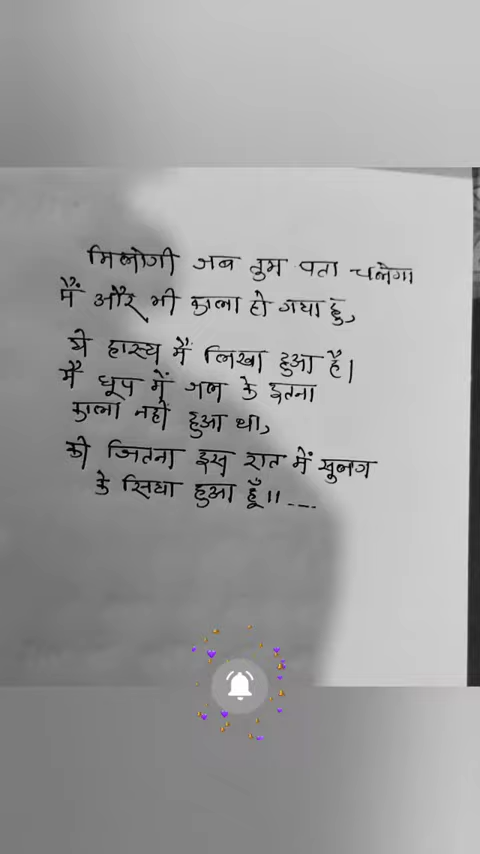 मिलोगी जब तुम पता चलेगा
मैं और भी काला हो गया हुँ,
ये हास्य मैं लिखा हुआ है।
मैं धूप में जल के इतना
काला नहीं हुआ था,
की जितना इस रात में सुलग
के सिया हुआ हूँ॥---